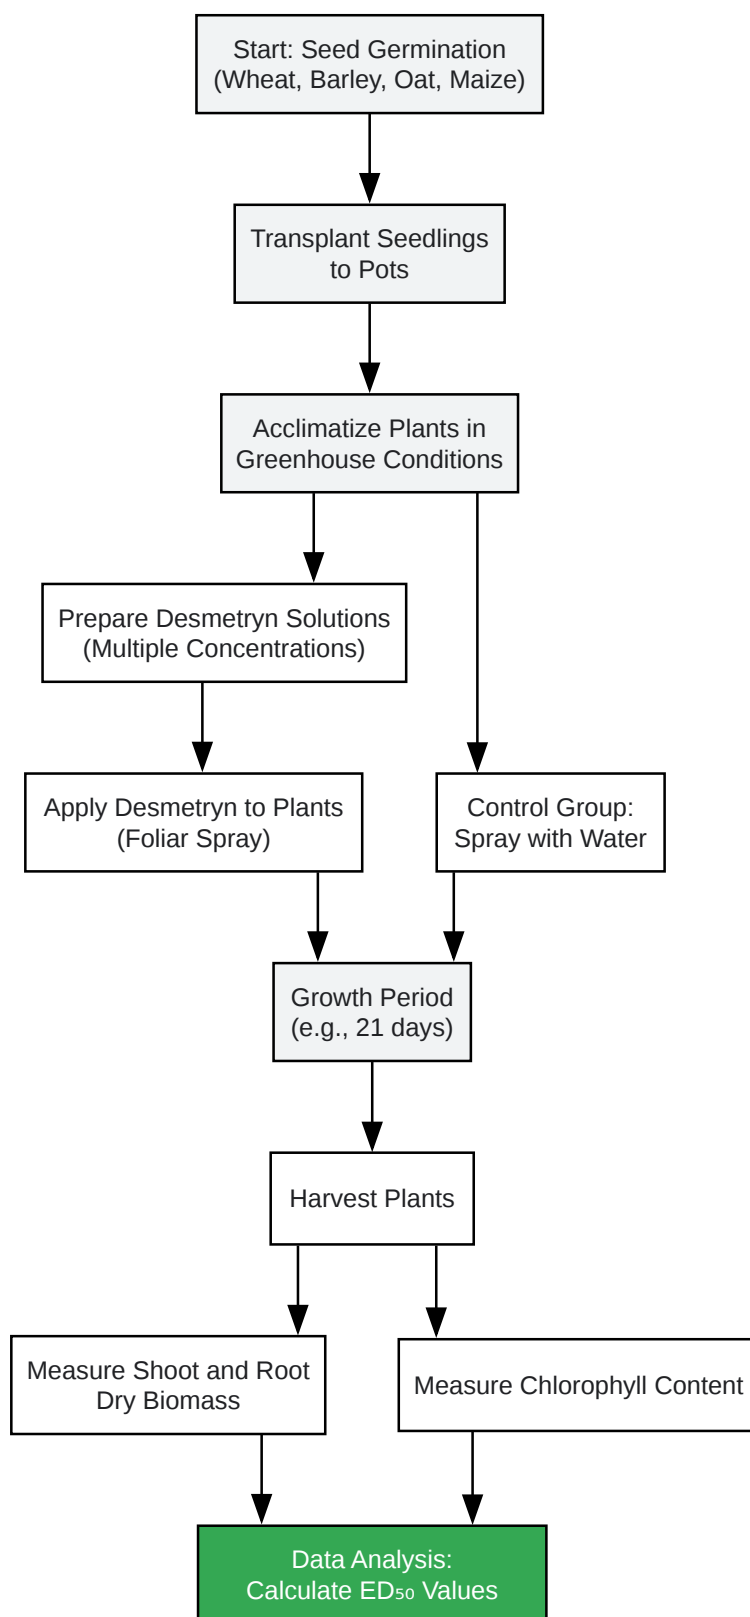 Start: Seed Germination
(Wheat, Barley, Oat, Maize)
Transplant Seedlings
to Pots
Acclimatize Plants in
Greenhouse Conditions
Prepare Desmetryn Solutions
(Multiple Concentrations)
Apply Desmetryn to Plants
(Foliar Spray)
Control Group:
Spray with Water
Growth Period
(e.g., 21 days)
Harvest Plants
Measure Shoot and Root
Dry Biomass
Measure Chlorophyll Content
Data Analysis:
Calculate ED₅₀ Values